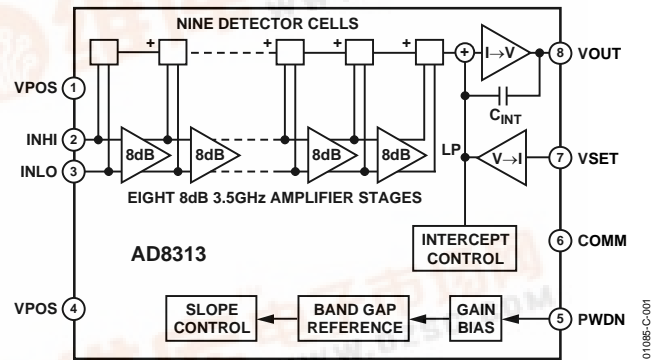 NINE DETECTOR CELLS
+ + + + +
I→V
8 VOUT
VPOS 1
CINT
INHI 2
8dB 8dB 8dB 8dB
LP
V→I
7 VSET
INLO 3
EIGHT 8dB 3.5GHz AMPLIFIER STAGES
INTERCEPT
CONTROL
6 COMM
AD8313
VPOS 4
SLOPE
CONTROL
BAND GAP
REFERENCE
GAIN
BIAS
5 PWDN
01085-C-001